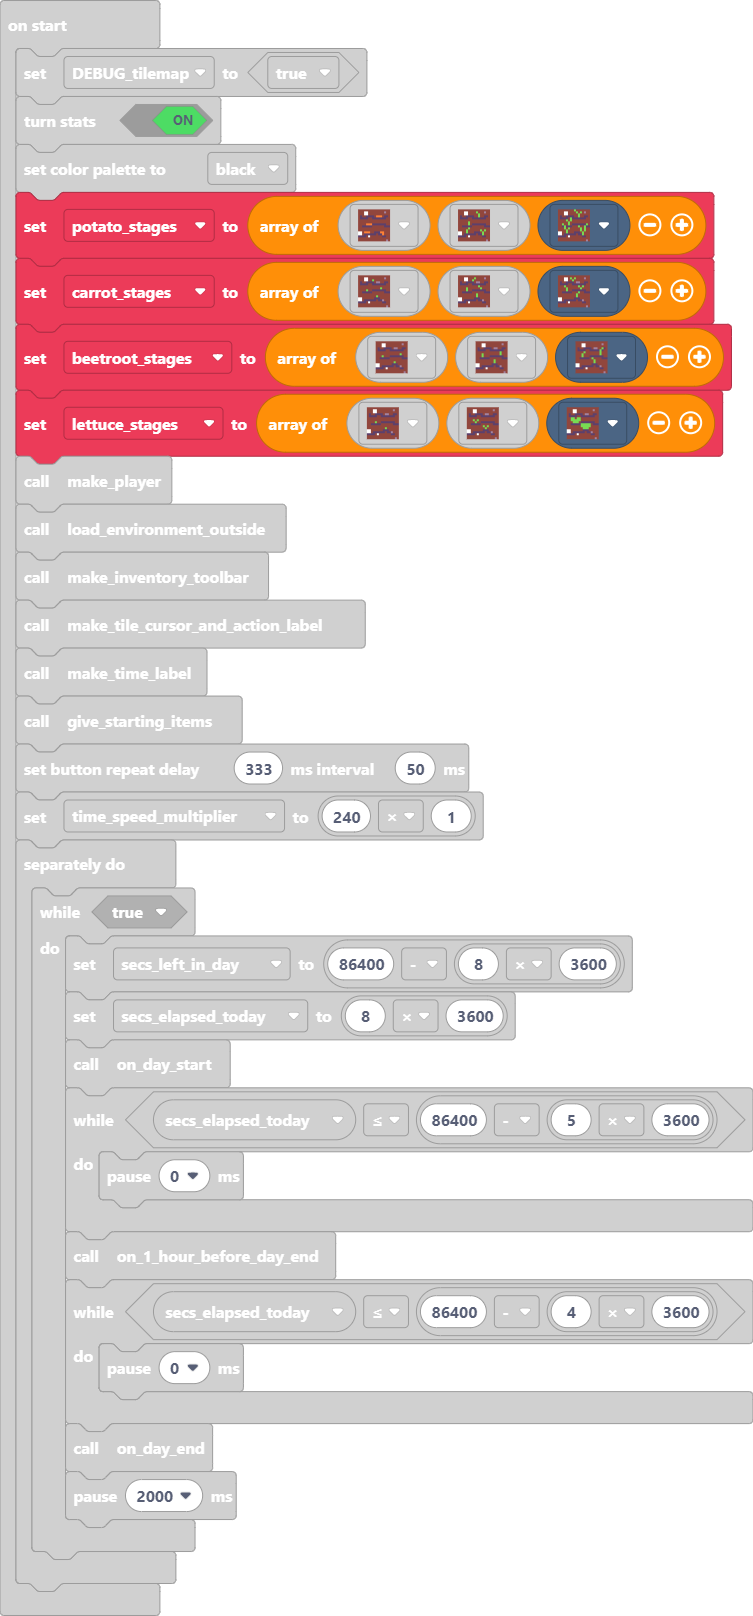 on start
set DEBUG_tilemap to true
turn stats ON
set color palette to black
set potato_stages to array of
set carrot_stages to array of
set beetroot_stages to array of
set lettuce_stages to array of
call make_player
call load_environment_outside
call make_inventory_toolbar
call make_tile_cursor_and_action_label
call make_time_label
call give_starting_items
set button repeat delay 333 ms interval 50 ms
set time_speed_multiplier to 240 × 1
separately do
while true
do
set secs_left_in_day to 86400 - 8 × 3600
set secs_elapsed_today to 8 × 3600
call on_day_start
while secs_elapsed_today ≤ 86400 - 5 × 3600
do
pause 0 ms
call on_1_hour_before_day_end
while secs_elapsed_today ≤ 86400 - 4 × 3600
do
pause 0 ms
call on_day_end
pause 2000 ms